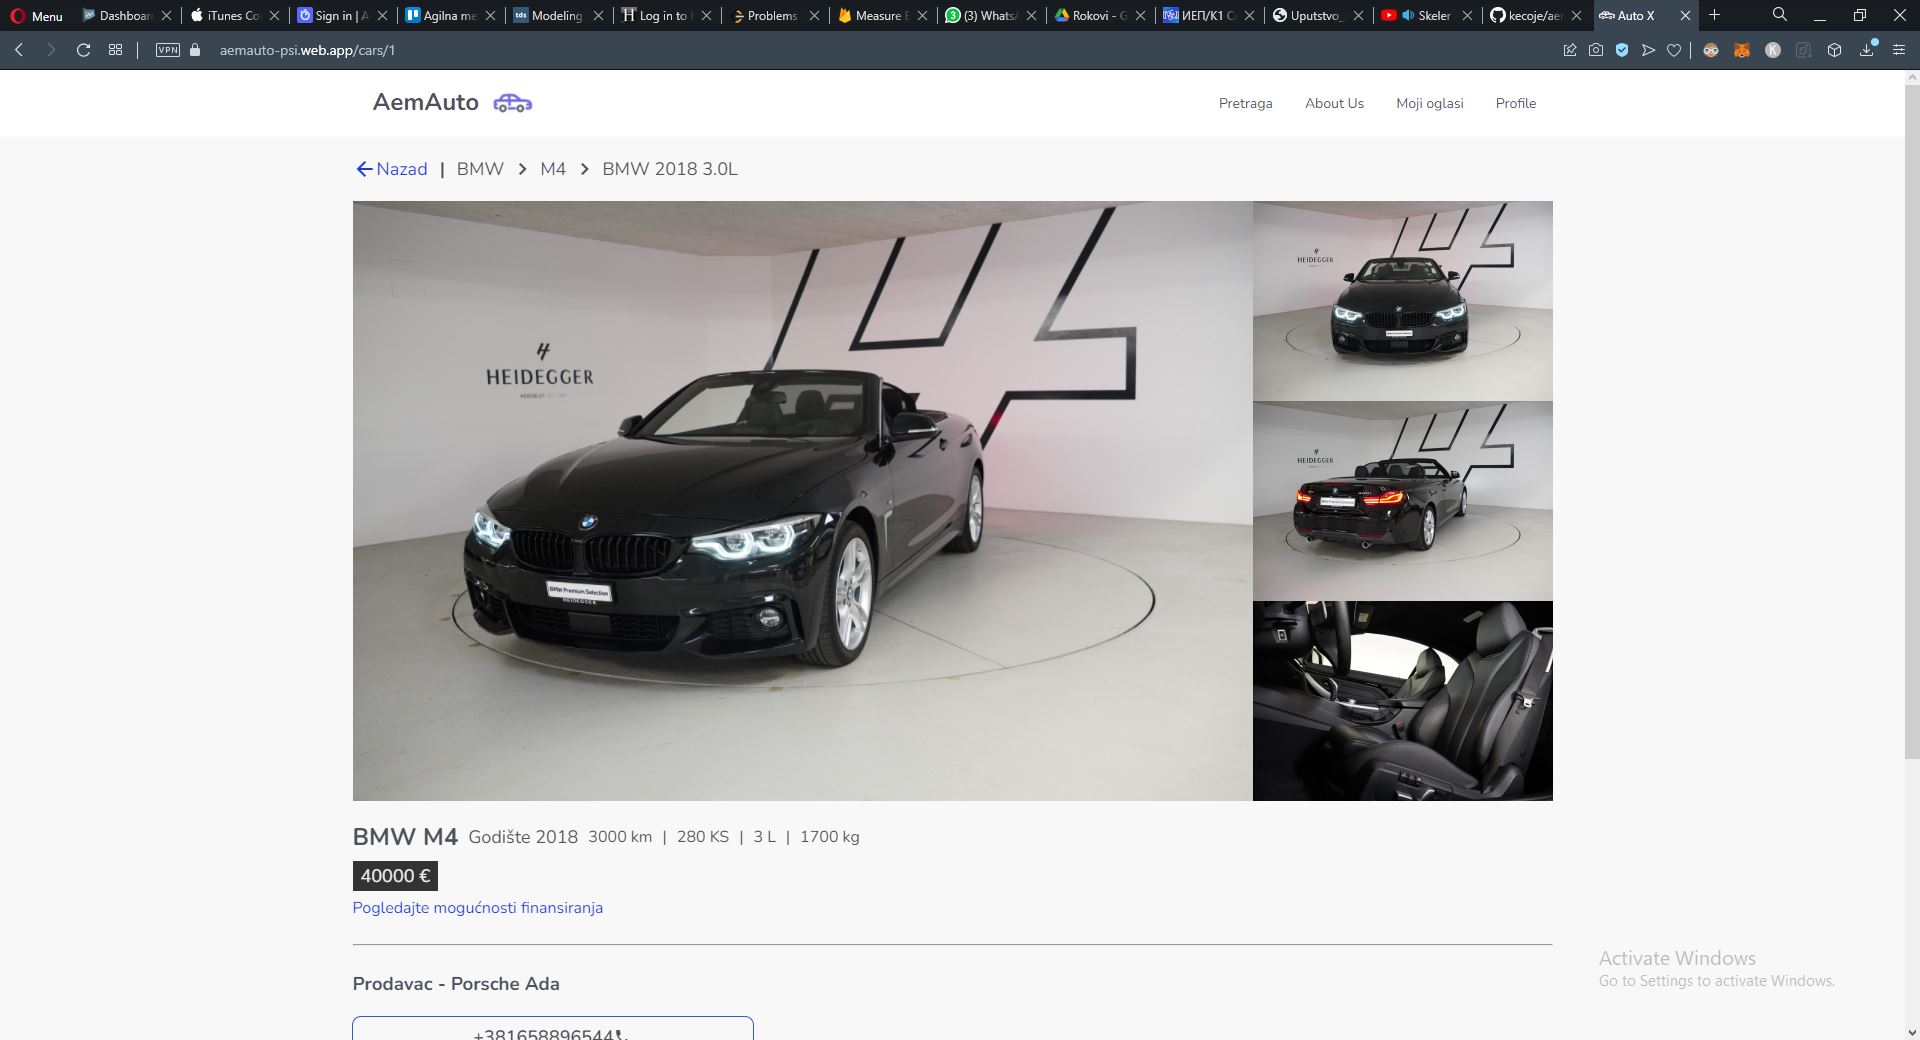 Menu
Dashboard
iTunes Co
Sign in | A
Agilna me
Modeling
Log in to
Problems
Measure
(3) Whats
Rokovi - G
ИЕП/К1 С
Uputstvo
Skeler
kecoje/aer
Auto X
VPN
aemauto-psi.web.app/cars/1
AemAuto
Pretraga
About Us
Moji oglasi
Profile
Nazad | BMW > M4 > BMW 2018 3.0L
HEIDEGGER
BMW Premium Selection
HEIDEGGER
HEIDEGGER
HEIDEGGER
BMW M4 Godište 2018 3000 km | 280 KS | 3 L | 1700 kg
40000 €
Pogledajte mogućnosti finansiranja
Prodavac - Porsche Ada
+381658896544
Activate Windows
Go to Settings to activate Windows.